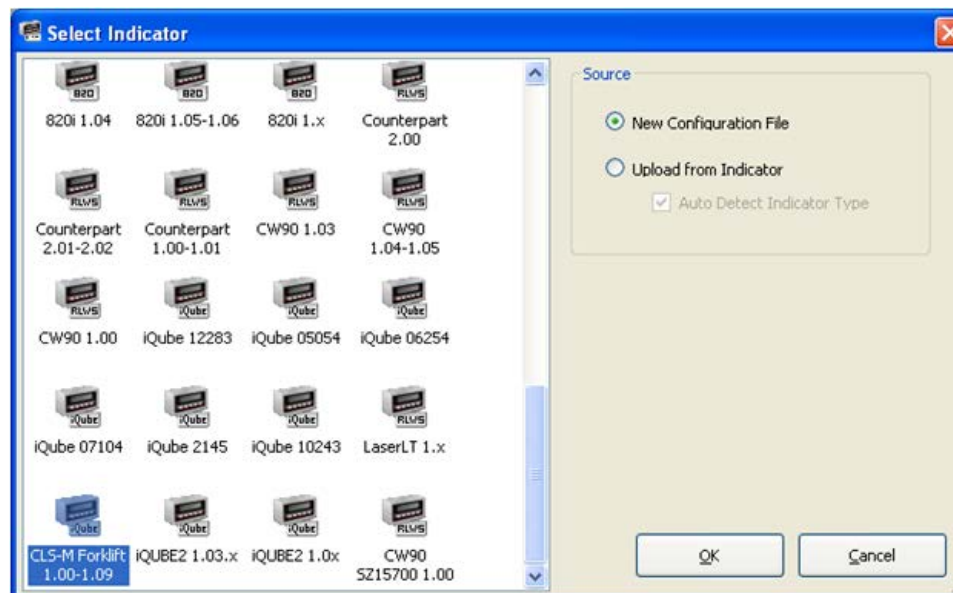 Select Indicator
820
820
820
RLWS
820i 1.04
820i 1.05-1.06
820i 1.x
Counterpart
2.00
RLWS
RLWS
RLWS
RLWS
Counterpart
2.01-2.02
Counterpart
1.00-1.01
CW90 1.03
CW90
1.04-1.05
RLWS
iQube
iQube
iQube
CW90 1.00
iQube 12283
iQube 05054
iQube 06254
iQube
iQube
iQube
RLWS
iQube 07104
iQube 2145
iQube 10243
LaserLT 1.x
iQube
iQube
iQube
RLWS
CLS-M Forklift
1.00-1.09
iQUBE2 1.03.x
iQUBE2 1.0x
CW90
SZ15700 1.00
Source
New Configuration File
Upload from Indicator
Auto Detect Indicator Type
OK
Cancel